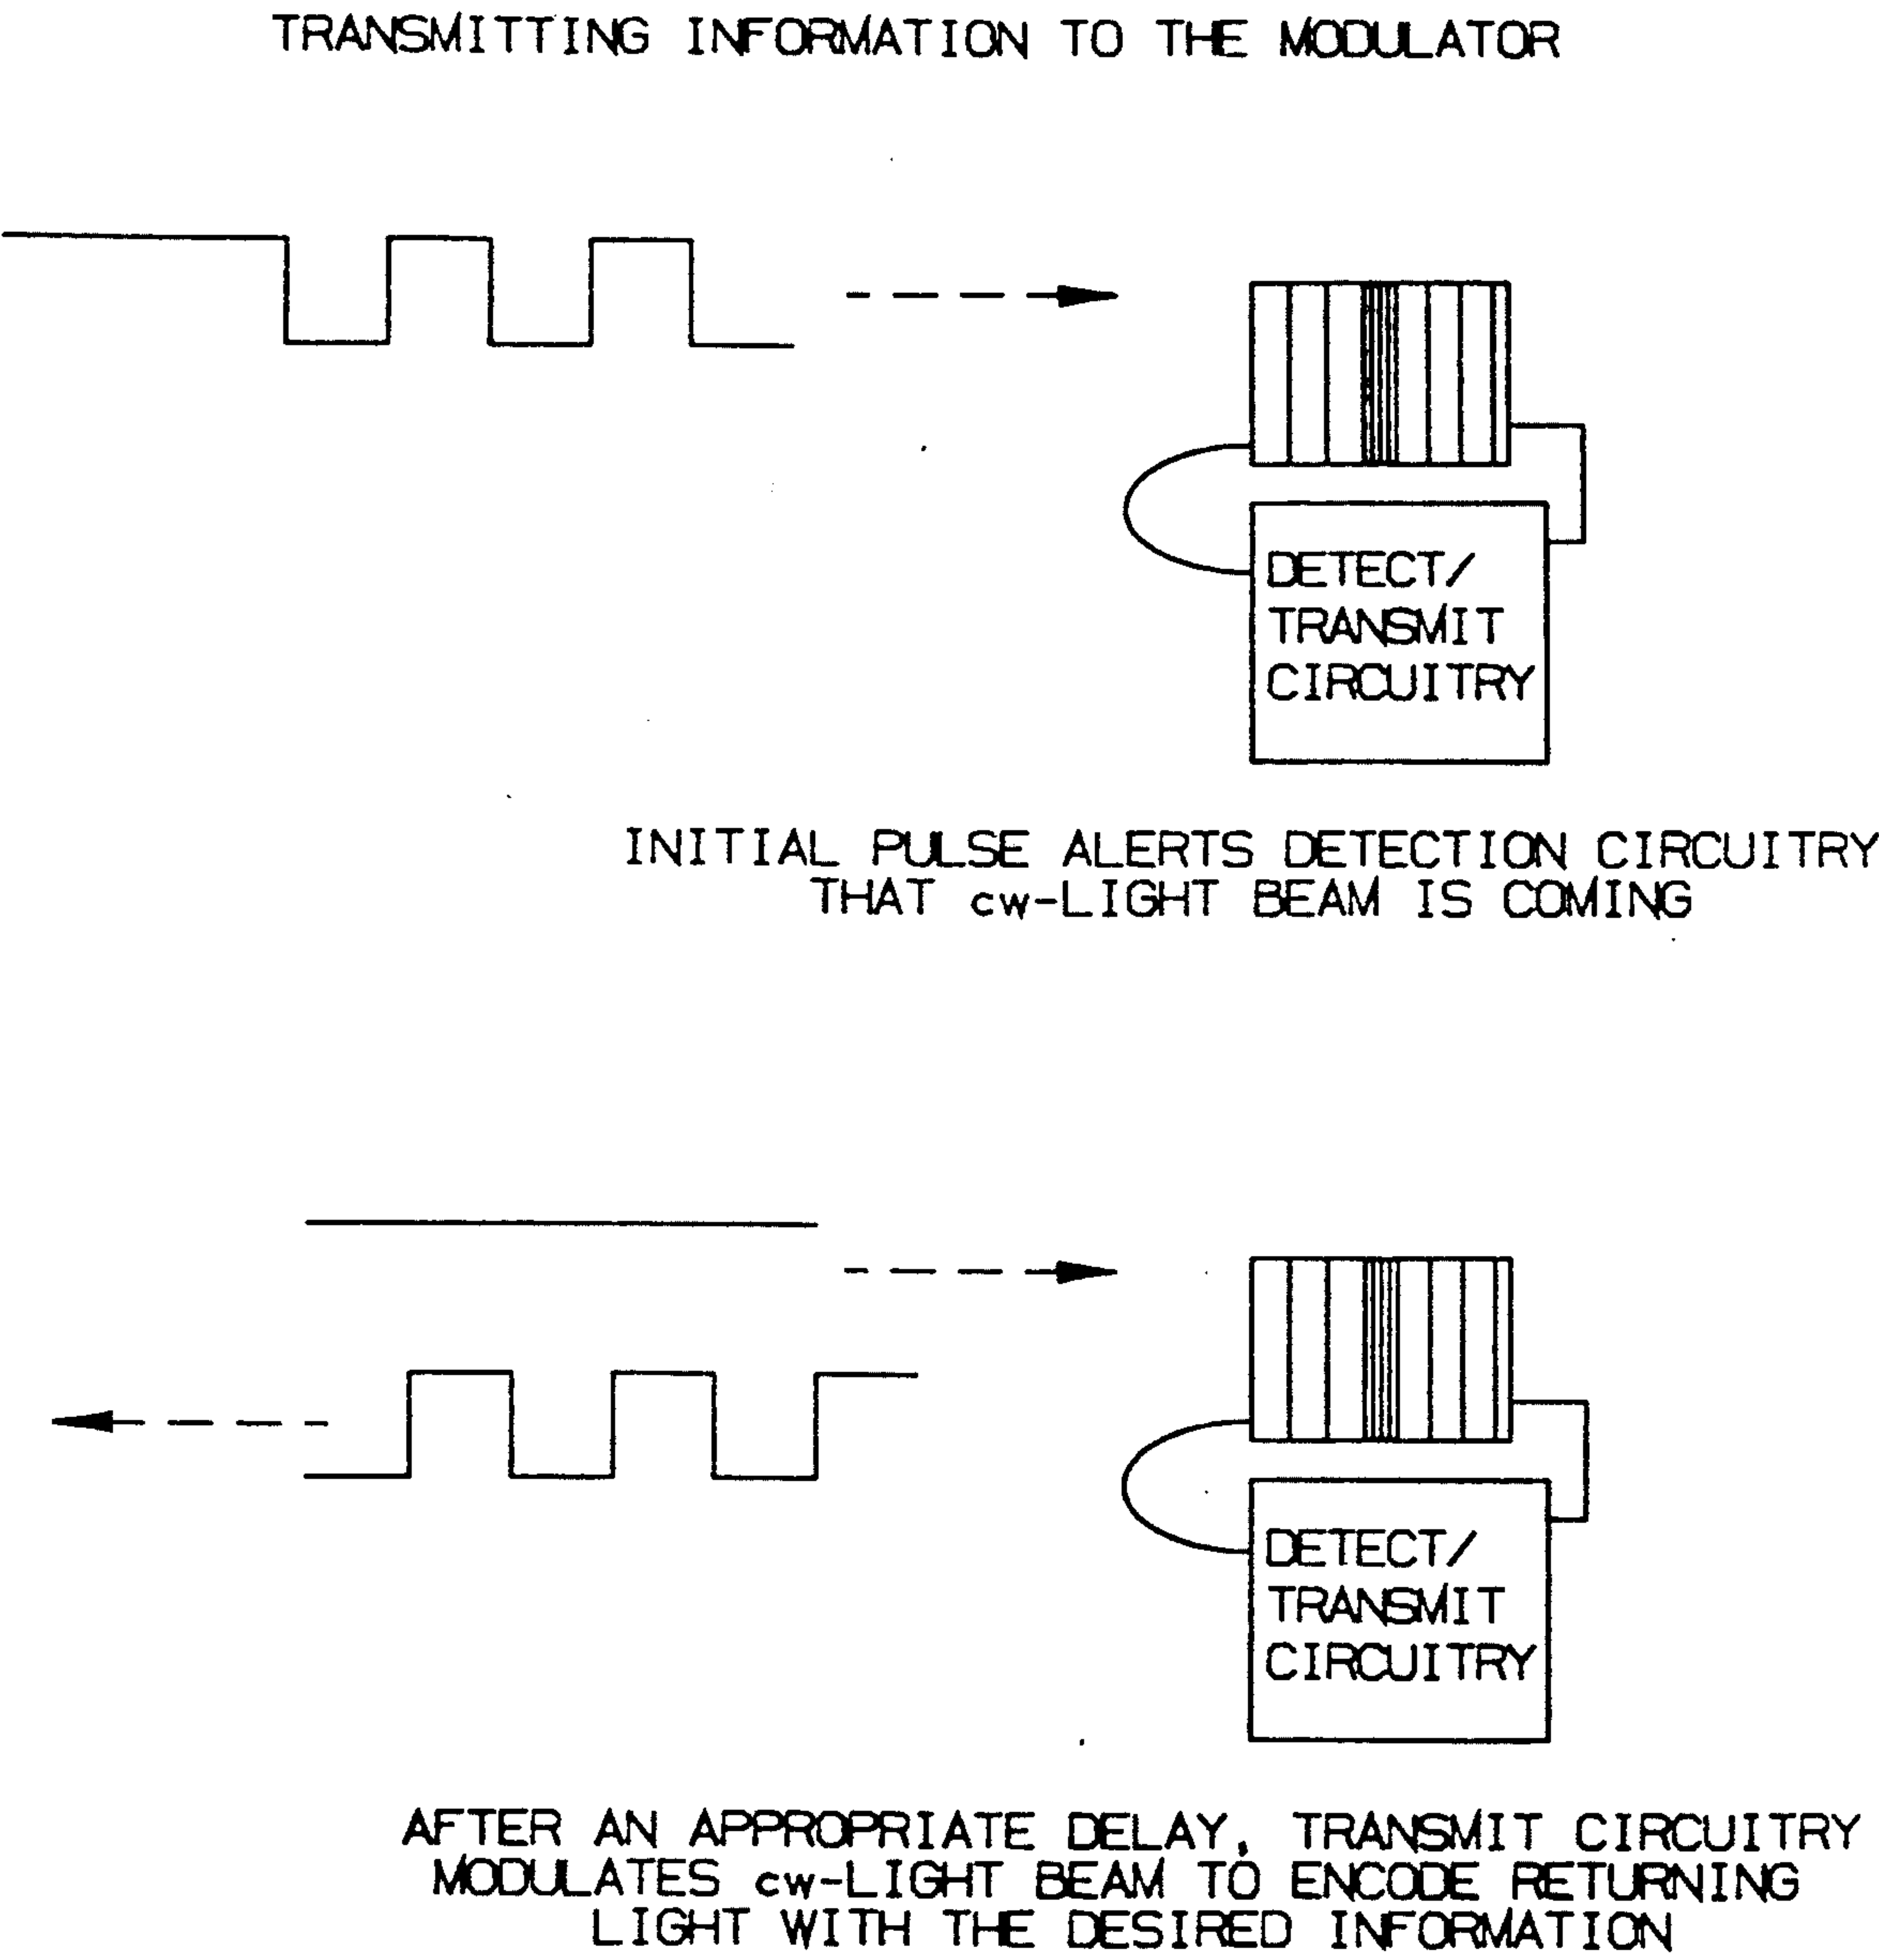 TRANSMITTING INFORMATION TO THE MODULATOR
DETECT/
TRANSMIT
CIRCUITRY
INITIAL PULSE ALERTS DETECTION CIRCUITRY
THAT cw-LIGHT BEAM IS COMING
DETECT/
TRANSMIT
CIRCUITRY
AFTER AN APPROPRIATE DELAY, TRANSMIT CIRCUITRY
MODULATES cw-LIGHT BEAM TO ENCODE RETURNING
LIGHT WITH THE DESIRED INFORMATION